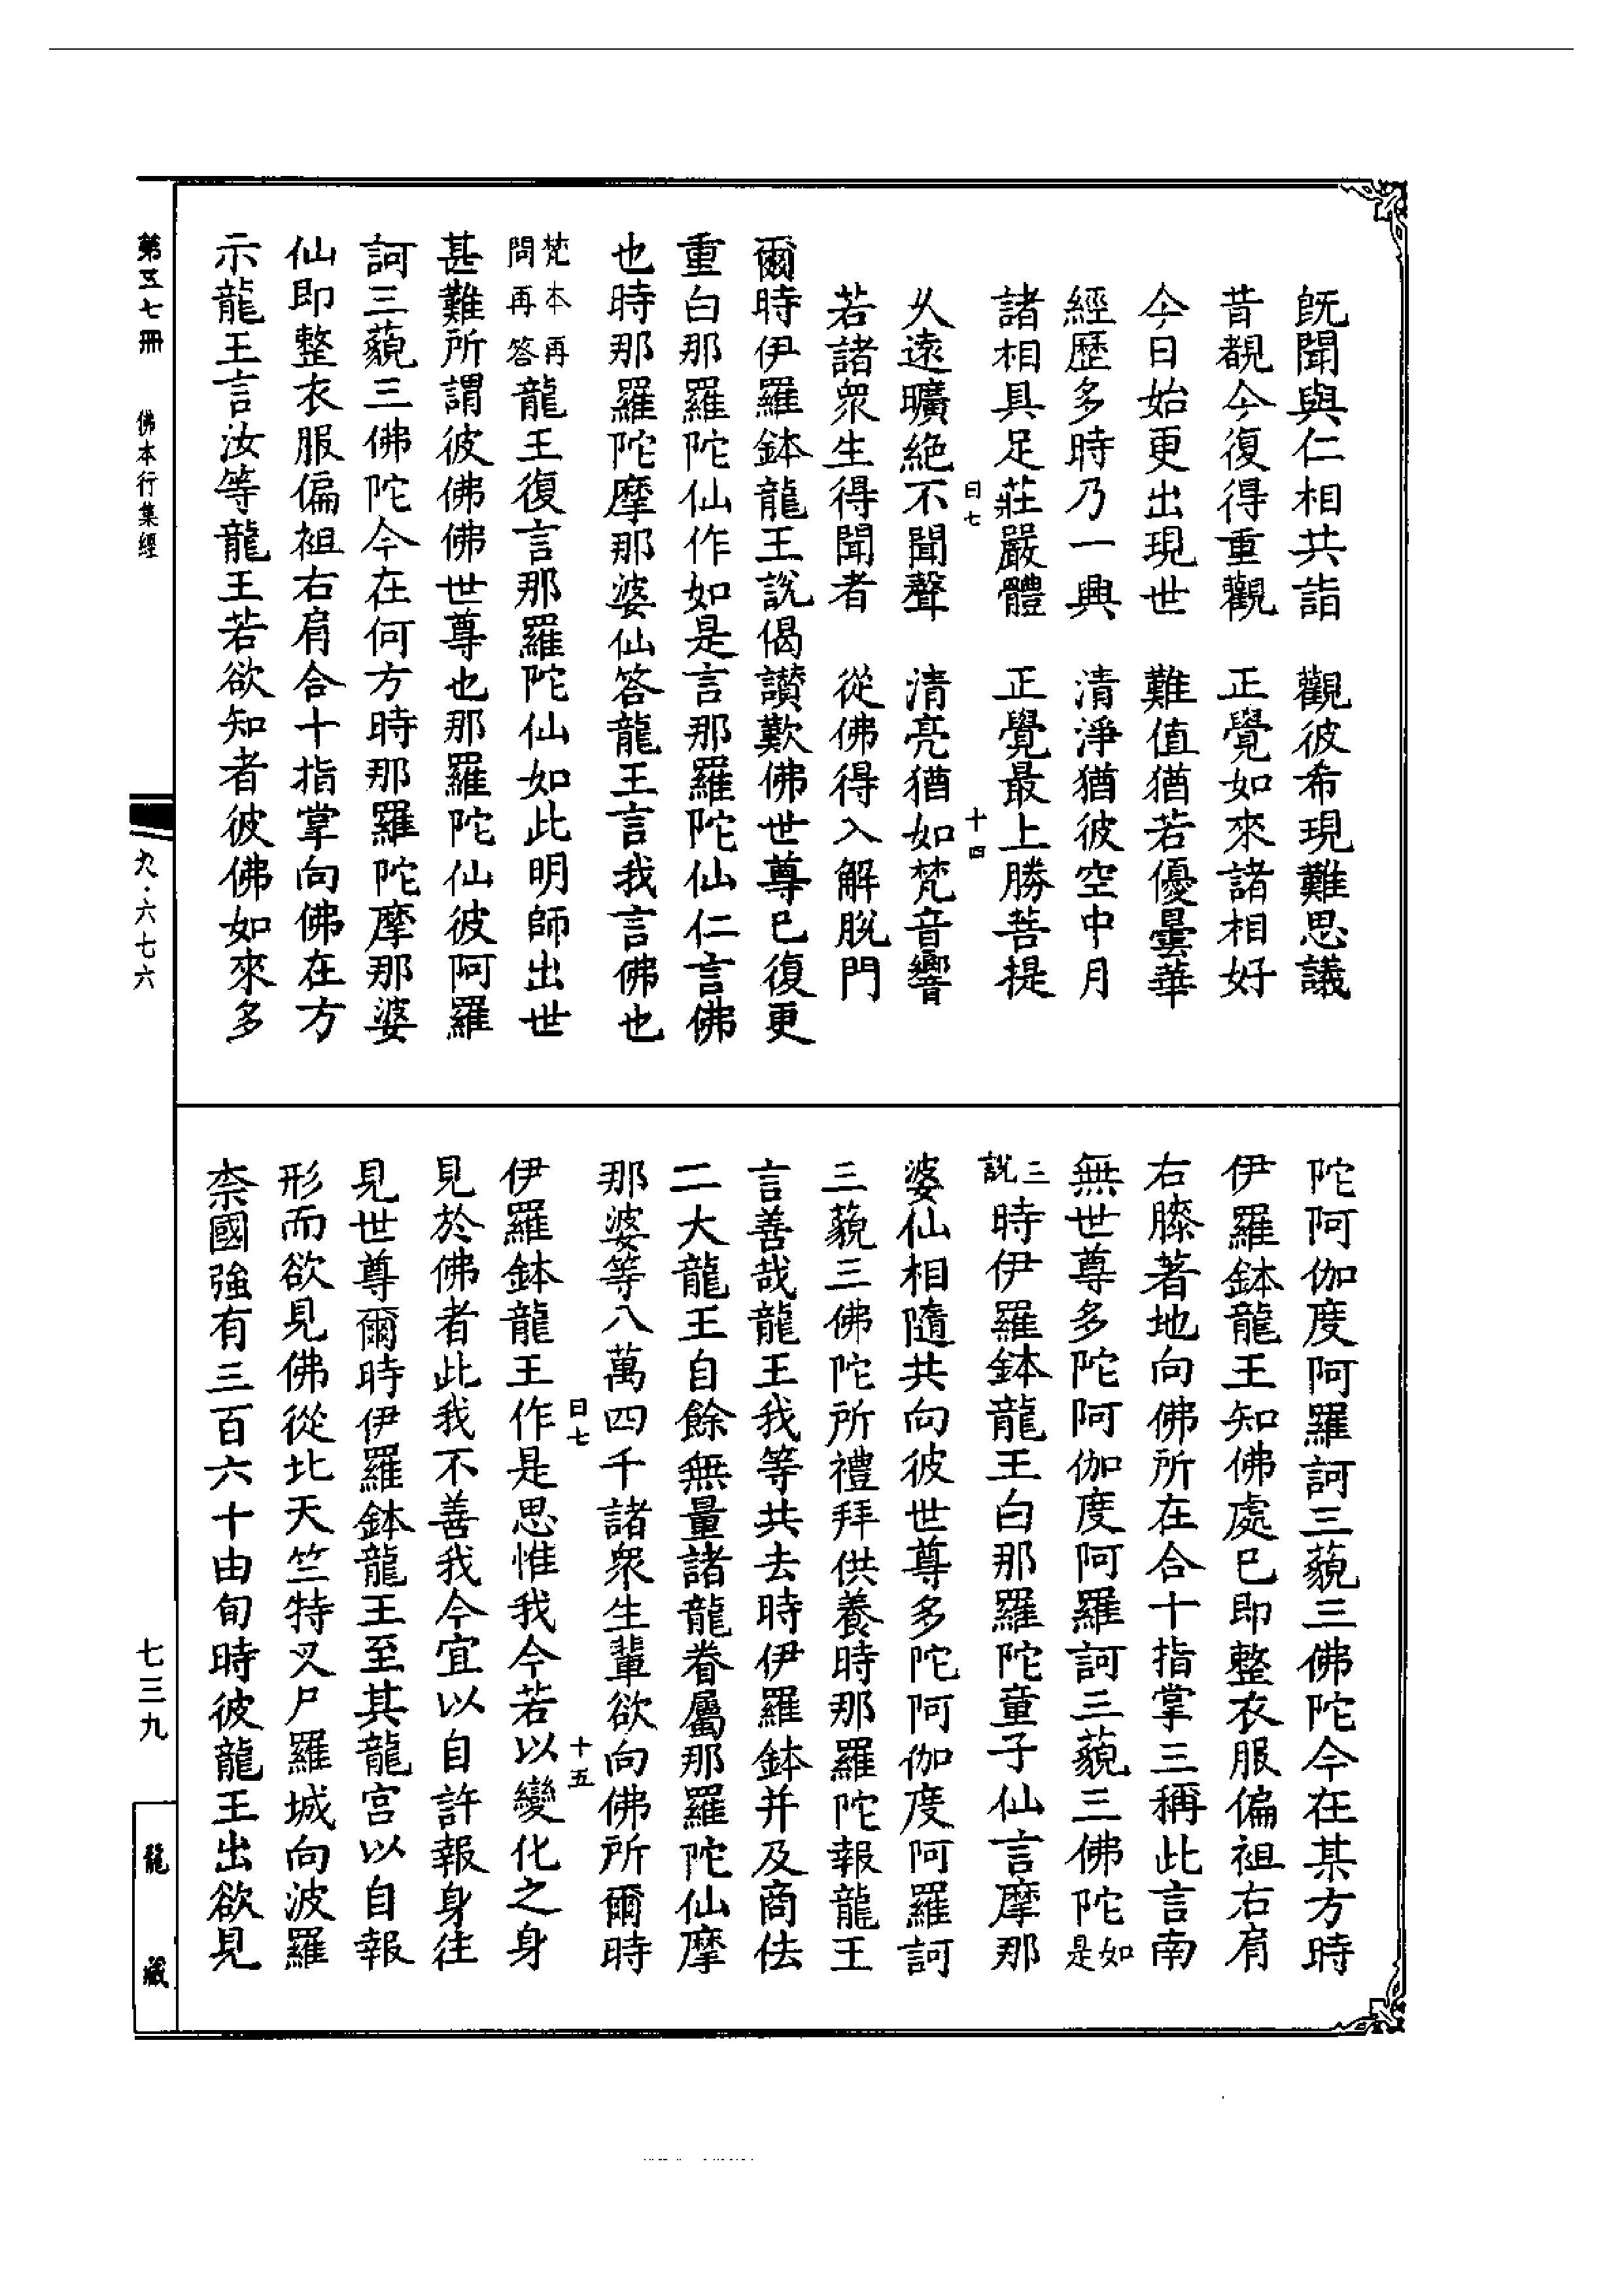 既聞與仁相共詣　觀彼希現難思議
昔覩今復得重觀　正覺如來諸相好
今日始更出現世　難值猶若優曇華
經歷多時乃一興　清淨猶彼空中月
諸相具足莊嚴體　正覺最上勝菩提
曰七　十四
久遠曠絕不聞聲　清亮猶如梵音響
若諸眾生得聞者　從佛得入解脫門
爾時伊羅鉢龍王說偈讚歎佛世尊已復更
重白那羅陀仙作如是言那羅陀仙仁言佛
也時那羅陀摩那婆仙答龍王言我言佛也
梵本再問再答龍王復言那羅陀仙如此明師出世
甚難所謂彼佛佛世尊也那羅陀仙彼阿羅
訶三藐三佛陀今在何方時那羅陀摩那婆
仙即整衣服偏袒右肩合十指掌向佛在方
示龍王言汝等龍王若欲知者彼佛如來多
陀阿伽度阿羅訶三藐三佛陀今在某方時
伊羅鉢龍王知佛處已即整衣服偏袒右肩
右膝著地向佛所在合十指掌三稱此言南
無世尊多陀阿伽度阿羅訶三藐三佛陀如是
三說時伊羅鉢龍王白那羅陀童子仙言摩那
婆仙相隨共向彼世尊多陀阿伽度阿羅訶
三藐三佛陀所禮拜供養時那羅陀報龍王
言善哉龍王我等共去時伊羅鉢并及商佉
二大龍王自餘無量諸龍眷屬那羅陀仙摩
那婆等八萬四千諸眾生輩欲向佛所爾時
曰七　十五
伊羅鉢龍王作是思惟我今若以變化之身
見於佛者此我不善我今宜以自許報身往
見世尊爾時伊羅鉢龍王至其龍宮以自報
形而欲見佛從北天竺特叉尸羅城向波羅
柰國強有三百六十由旬時彼龍王出欲見
第五七冊　佛本行集經
九・六七六
七三九
龍藏